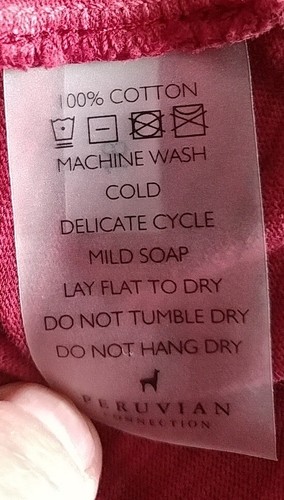 100% COTTON
MACHINE WASH
COLD
DELICATE CYCLE
MILD SOAP
LAY FLAT TO DRY
DO NOT TUMBLE DRY
DO NOT HANG DRY
PERUVIAN
CONNECTION